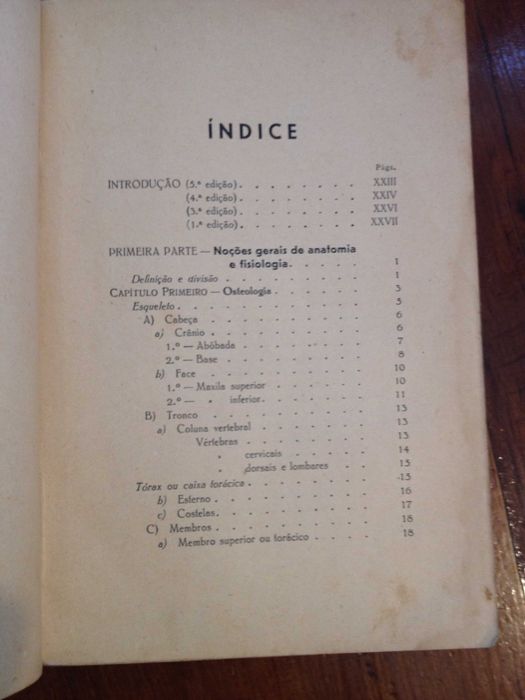 ÍNDICE
Págs.
INTRODUÇÃO (5.ª edição). . . . . . . . . XXIII
(4.ª edição). . . . . . . . . XXIV
(3.ª edição). . . . . . . . . XXVI
(1.ª edição). . . . . . . . . XXVII
PRIMEIRA PARTE — Noções gerais de anatomia
e fisiologia. . . . . . 1
Definição e divisão . . . . . . . . . 1
CAPÍTULO PRIMEIRO — Osteologia . . . . . . . 3
Esqueleto . . . . . . . . . . . . 3
A) Cabeça . . . . . . . . . . . 6
a) Crânio . . . . . . . . . . 6
1.º — Abóbada . . . . . . . . 7
2.º — Base . . . . . . . . . 8
b) Face . . . . . . . . . . . 10
1.º — Maxila superior . . . . . . 10
2.º — » inferior. . . . . . . 11
B) Tronco . . . . . . . . . . . 13
a) Coluna vertebral . . . . . . . 13
Vértebras . . . . . . . . 13
» cervicais . . . . . . 14
» dorsais e lombares . . . 15
Tórax ou caixa torácica . . . . . . . . . 15
b) Esterno . . . . . . . . . . 16
c) Costelas. . . . . . . . . . 17
C) Membros . . . . . . . . . . . 18
a) Membro superior ou torácico . . . . 18